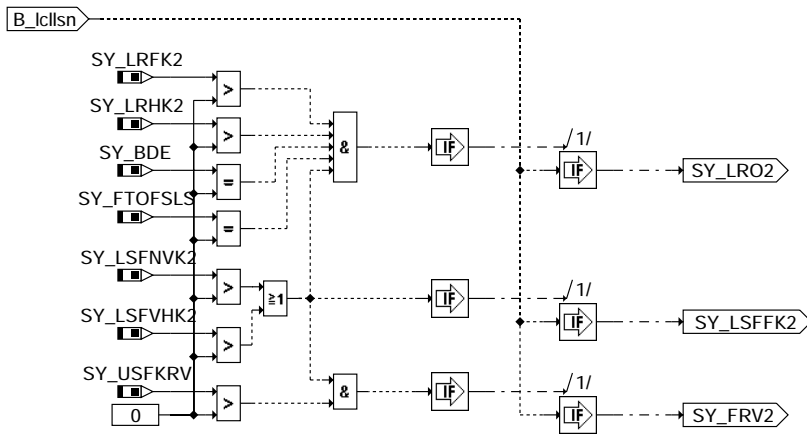 B_lcllsn
SY_LRFK2
>
SY_LRHK2
>
SY_BDE
=
SY_FTOFSLS
=
&
IF
/1/
IF
SY_LRO2
SY_LSFNVK2
>
≧1
SY_LSFVHK2
>
IF
/1/
IF
SY_LSFFK2
SY_USFKRV
>
0
&
IF
/1/
IF
SY_FRV2